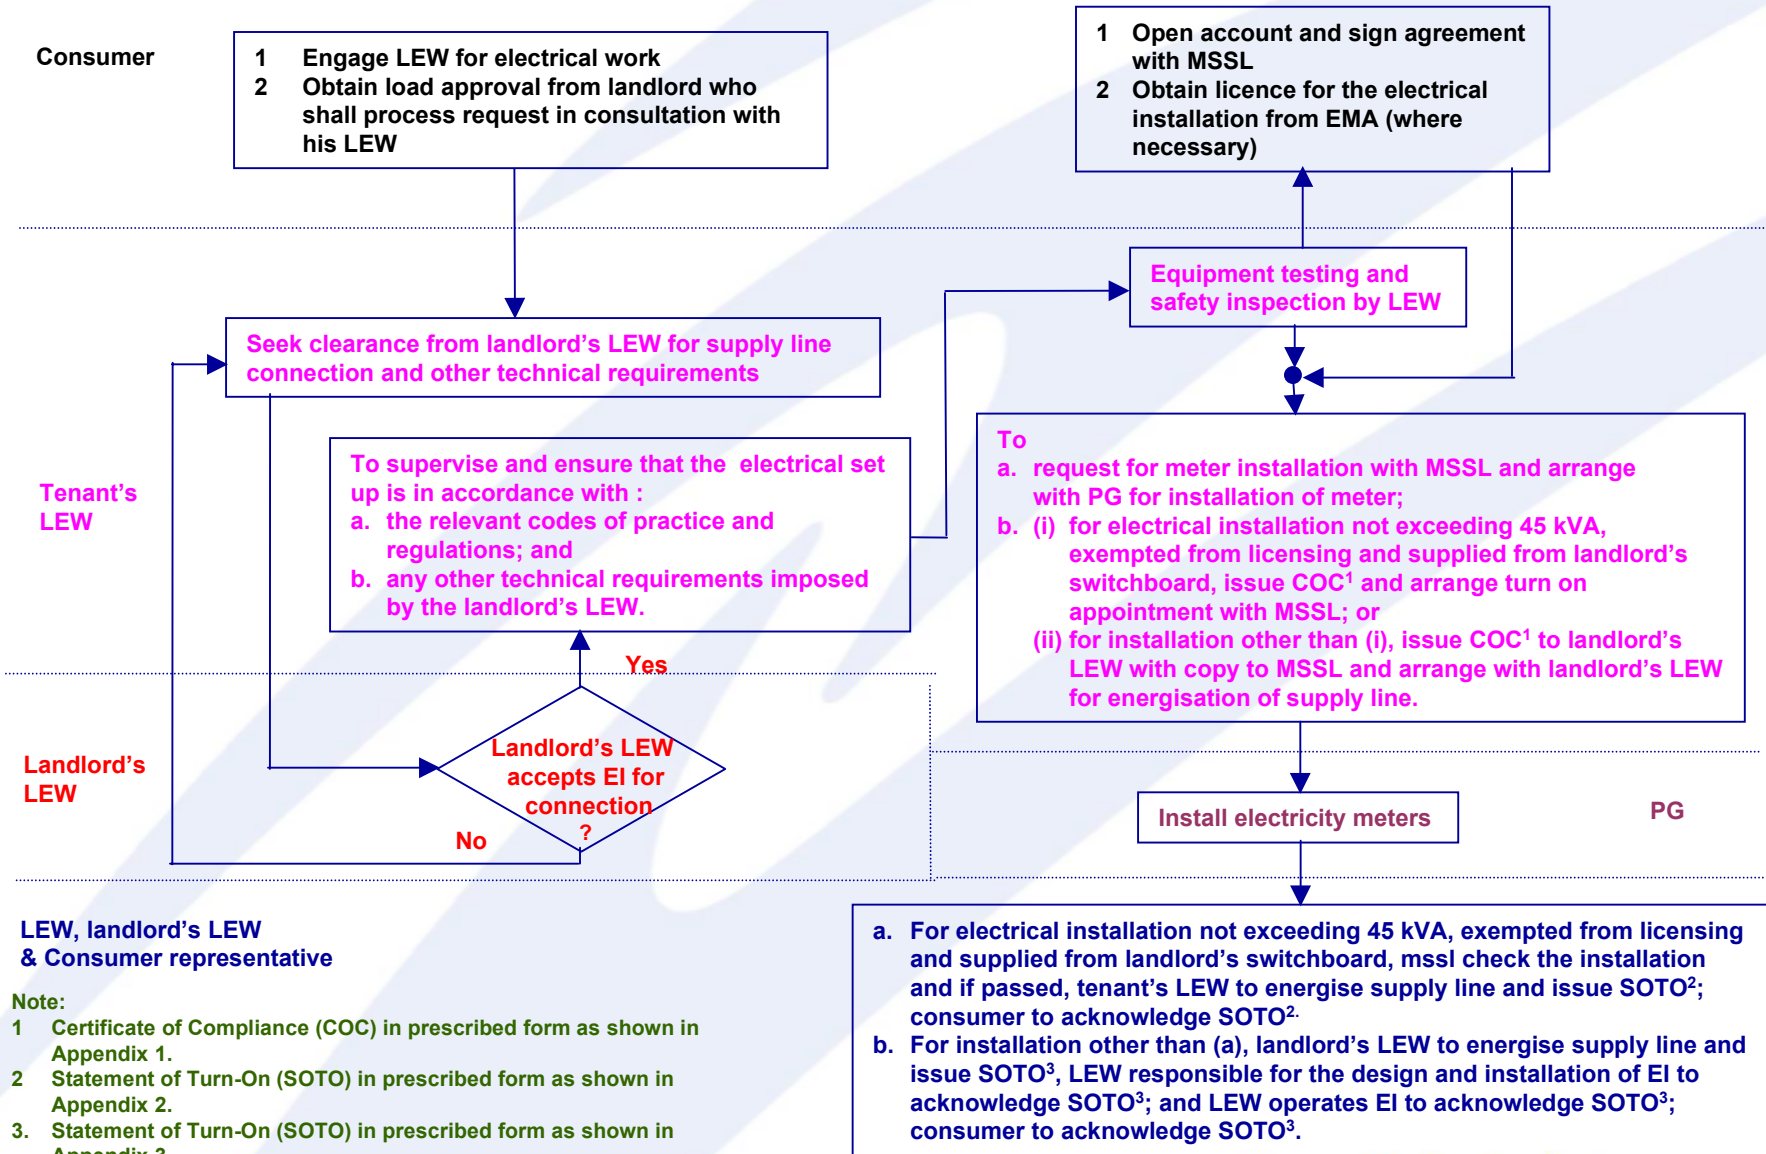 Consumer
1 Engage LEW for electrical work
2 Obtain load approval from landlord who
shall process request in consultation with
his LEW
1 Open account and sign agreement
with MSSL
2 Obtain licence for the electrical
installation from EMA (where
necessary)
Equipment testing and
safety inspection by LEW
Seek clearance from landlord's LEW for supply line
connection and other technical requirements
Tenant's
LEW
To supervise and ensure that the electrical set
up is in accordance with :
a. the relevant codes of practice and
regulations; and
b. any other technical requirements imposed
by the landlord's LEW.
To
a. request for meter installation with MSSL and arrange
with PG for installation of meter;
b. (i) for electrical installation not exceeding 45 kVA,
exempted from licensing and supplied from landlord's
switchboard, issue COC¹ and arrange turn on
appointment with MSSL; or
(ii) for installation other than (i), issue COC¹ to landlord's
LEW with copy to MSSL and arrange with landlord's LEW
for energisation of supply line.
Yes
Landlord's
LEW
Landlord's LEW
accepts EI for
connection
?
No
Install electricity meters
PG
LEW, landlord's LEW
& Consumer representative
a. For electrical installation not exceeding 45 kVA, exempted from licensing
and supplied from landlord's switchboard, mssl check the installation
and if passed, tenant's LEW to energise supply line and issue SOTO²;
consumer to acknowledge SOTO².
b. For installation other than (a), landlord's LEW to energise supply line and
issue SOTO³, LEW responsible for the design and installation of EI to
acknowledge SOTO³; and LEW operates EI to acknowledge SOTO³;
consumer to acknowledge SOTO³.
Note:
1 Certificate of Compliance (COC) in prescribed form as shown in
Appendix 1.
2 Statement of Turn-On (SOTO) in prescribed form as shown in
Appendix 2.
3. Statement of Turn-On (SOTO) in prescribed form as shown in
Appendix 3